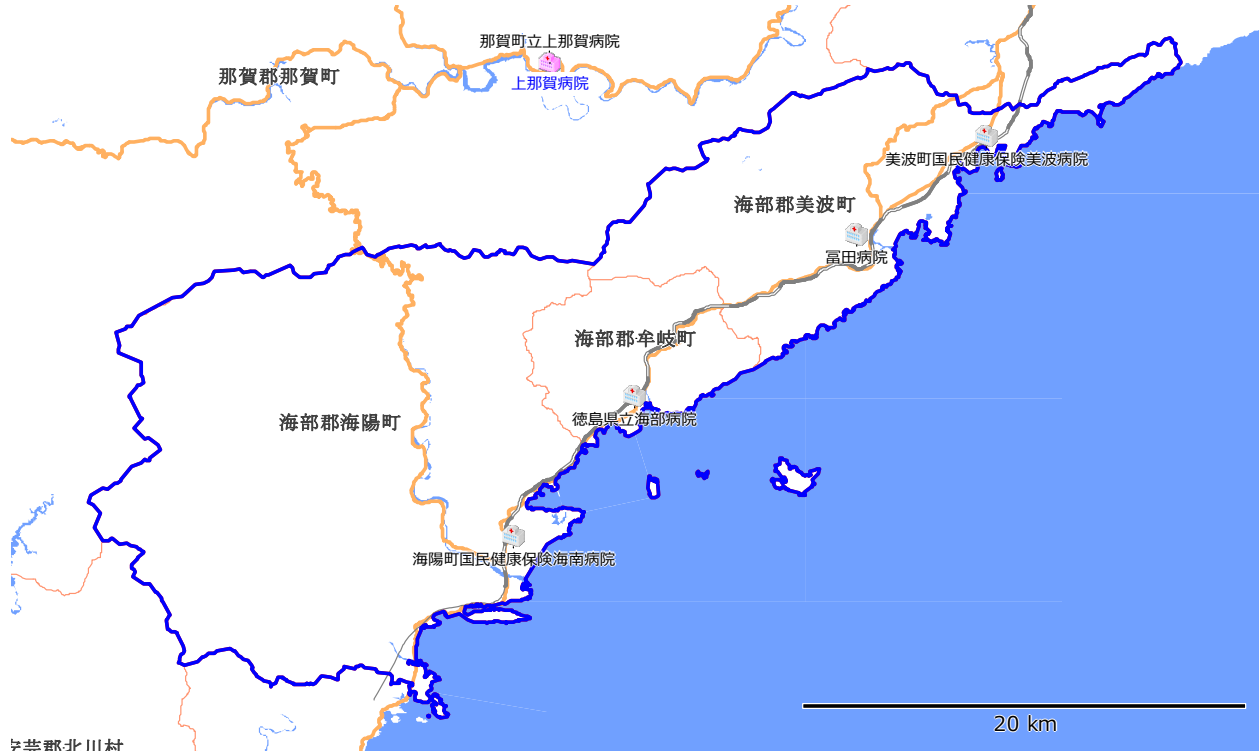 那賀町立上那賀病院
那賀郡那賀町
上那賀病院
美波町国民健康保険美波病院
海部郡美波町
冨田病院
海部郡牟岐町
徳島県立海部病院
海部郡海陽町
海陽町国民健康保険海南病院
20 km
安芸郡北川村